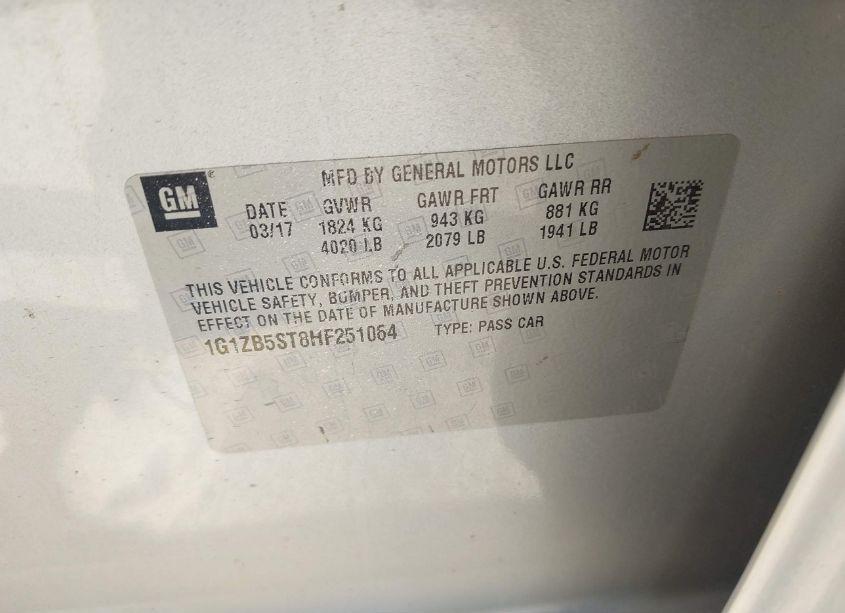 GM®
MFD BY GENERAL MOTORS LLC
DATE GVWR GAWR FRT GAWR RR
03/17 1824 KG 943 KG 881 KG
4020 LB 2079 LB 1941 LB
THIS VEHICLE CONFORMS TO ALL APPLICABLE U.S. FEDERAL MOTOR
VEHICLE SAFETY, BUMPER, AND THEFT PREVENTION STANDARDS IN
EFFECT ON THE DATE OF MANUFACTURE SHOWN ABOVE.
1G1ZB5ST8HF251064 TYPE: PASS CAR